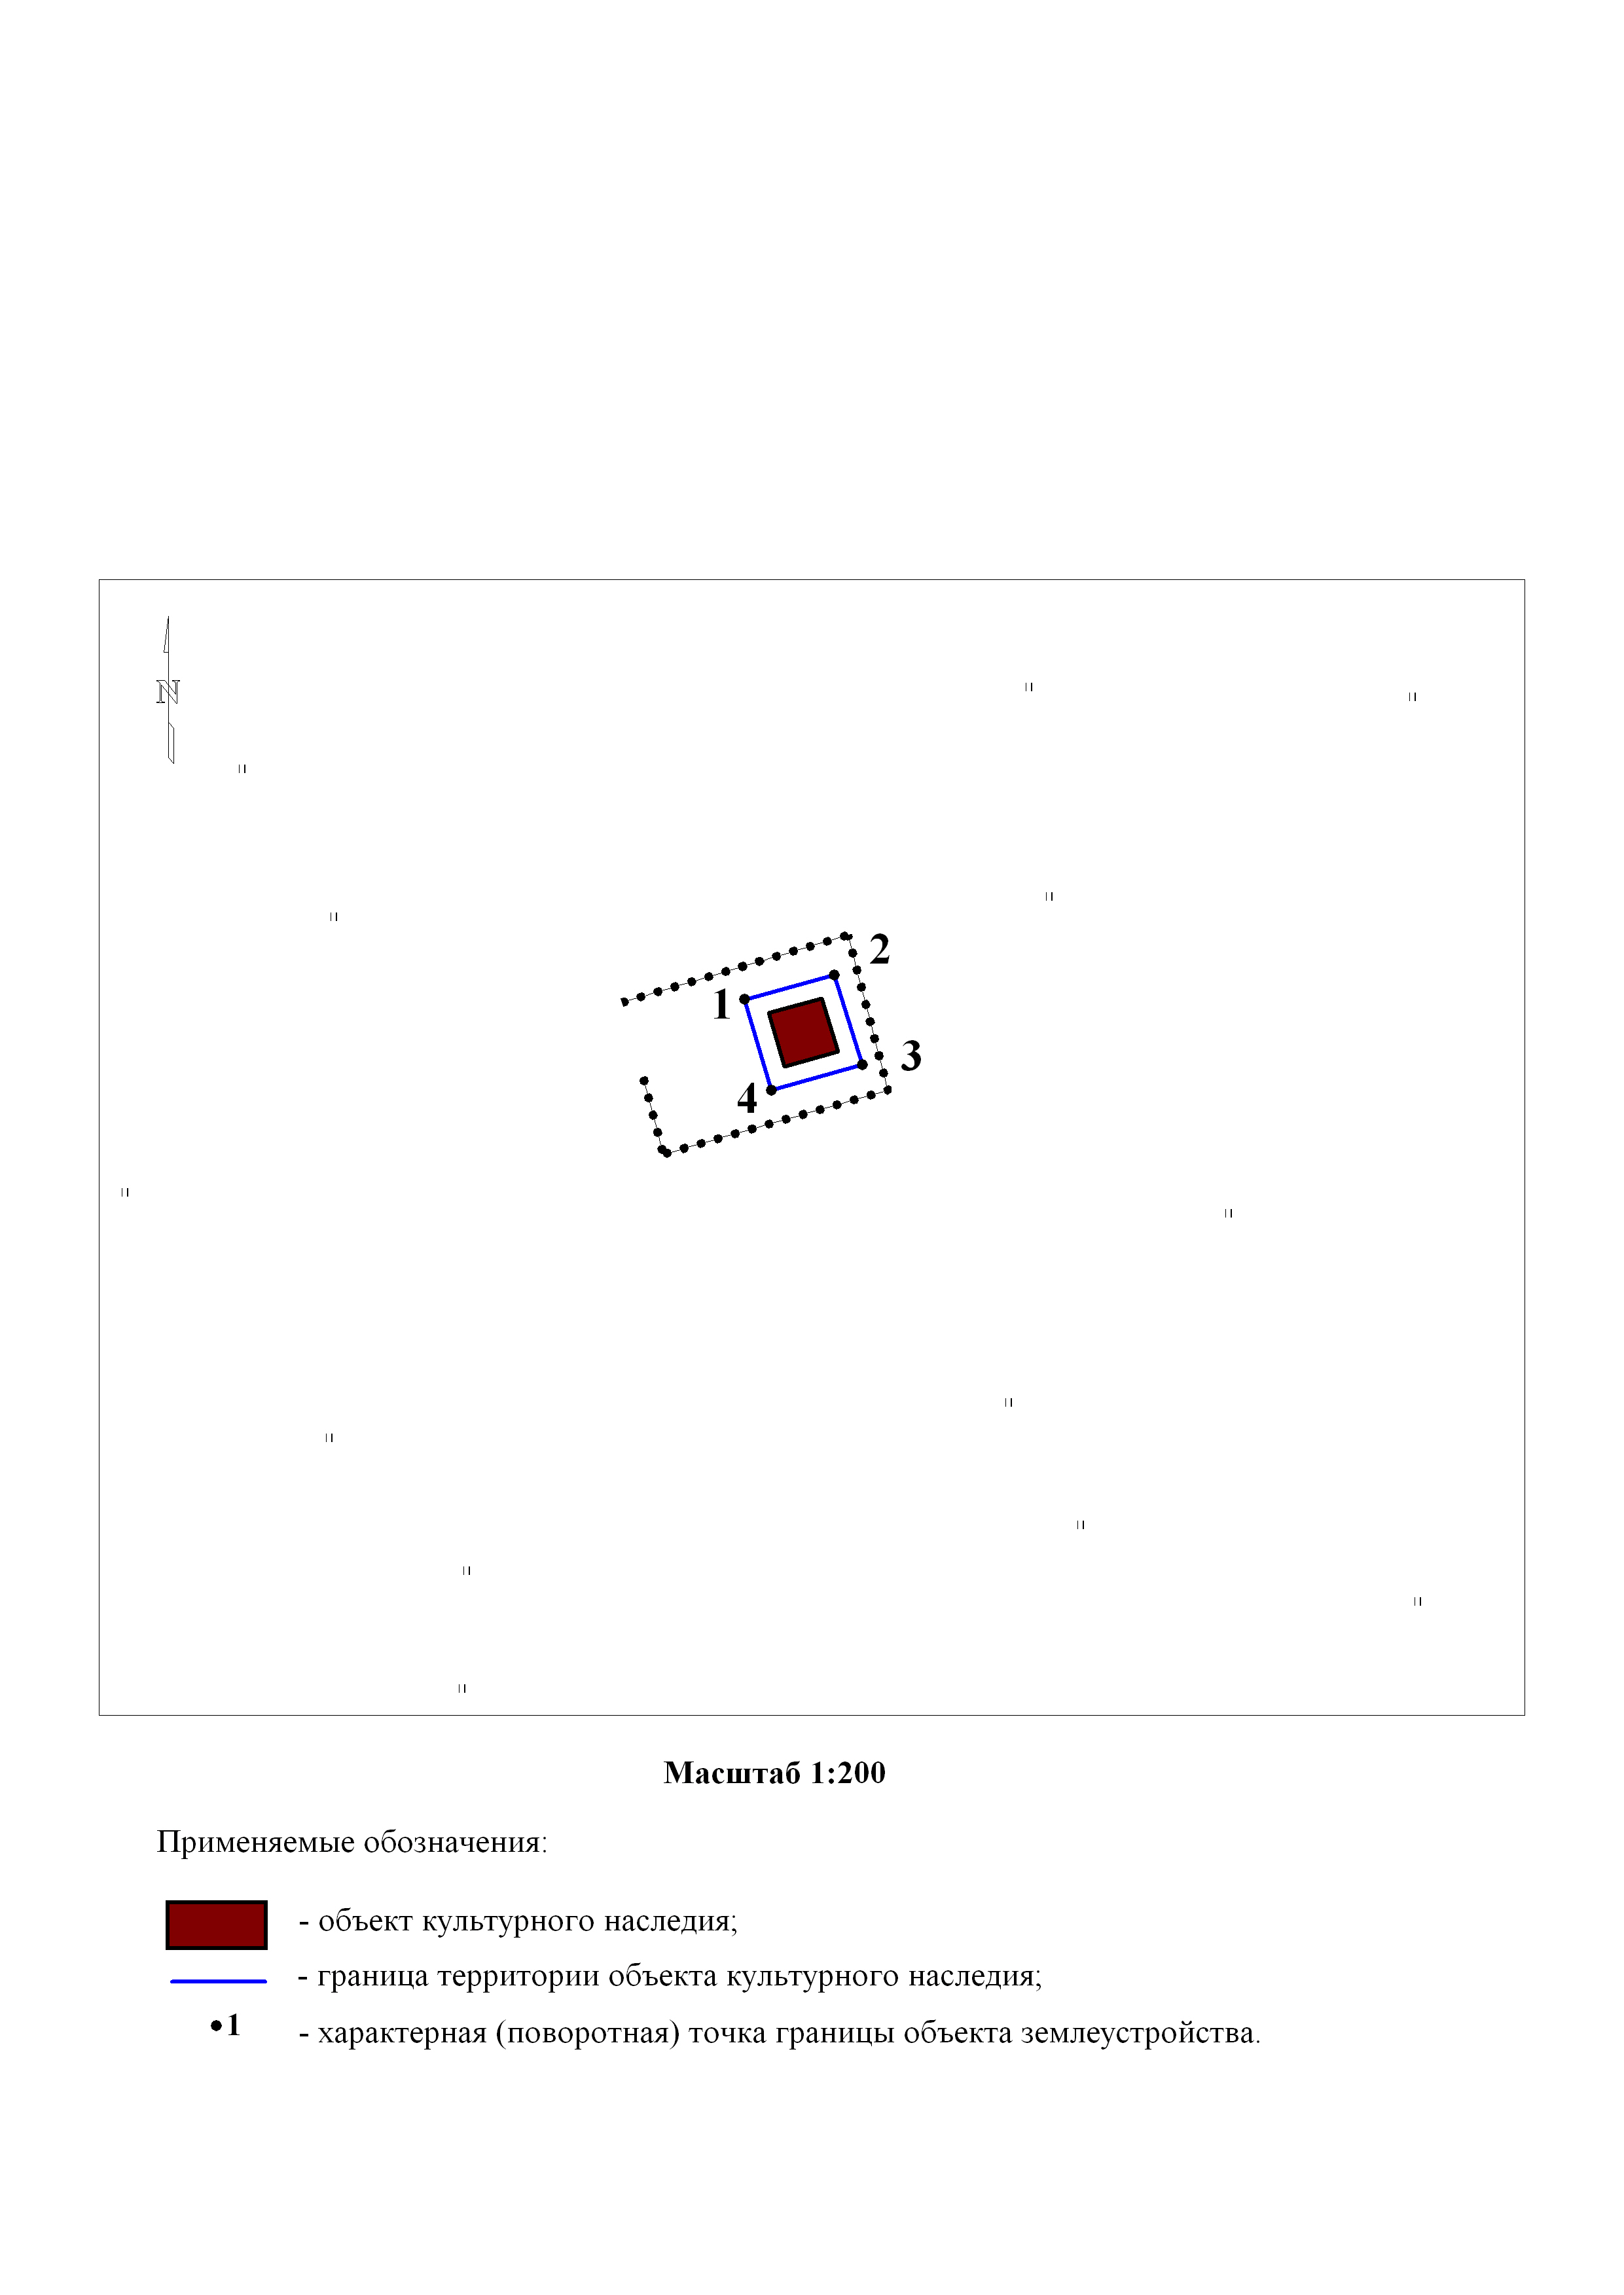 N
2
1
3
4
Масштаб 1:200
Применяемые обозначения:
- объект культурного наследия;
- граница территории объекта культурного наследия;
1 - характерная (поворотная) точка границы объекта землеустройства.